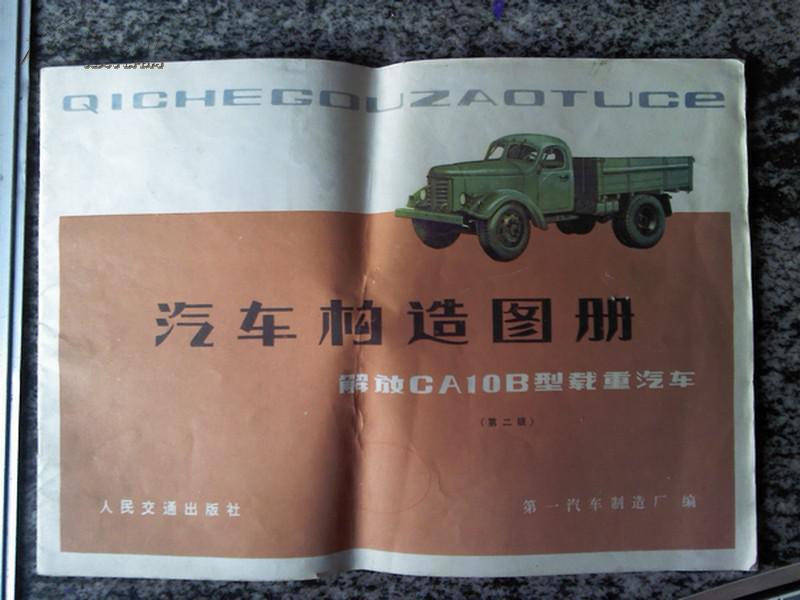 QICHEGOUZAOTUCe
汽车构造图册
解放CA10B型载重汽车
（第二版）
人民交通出版社
第一汽车制造厂 编